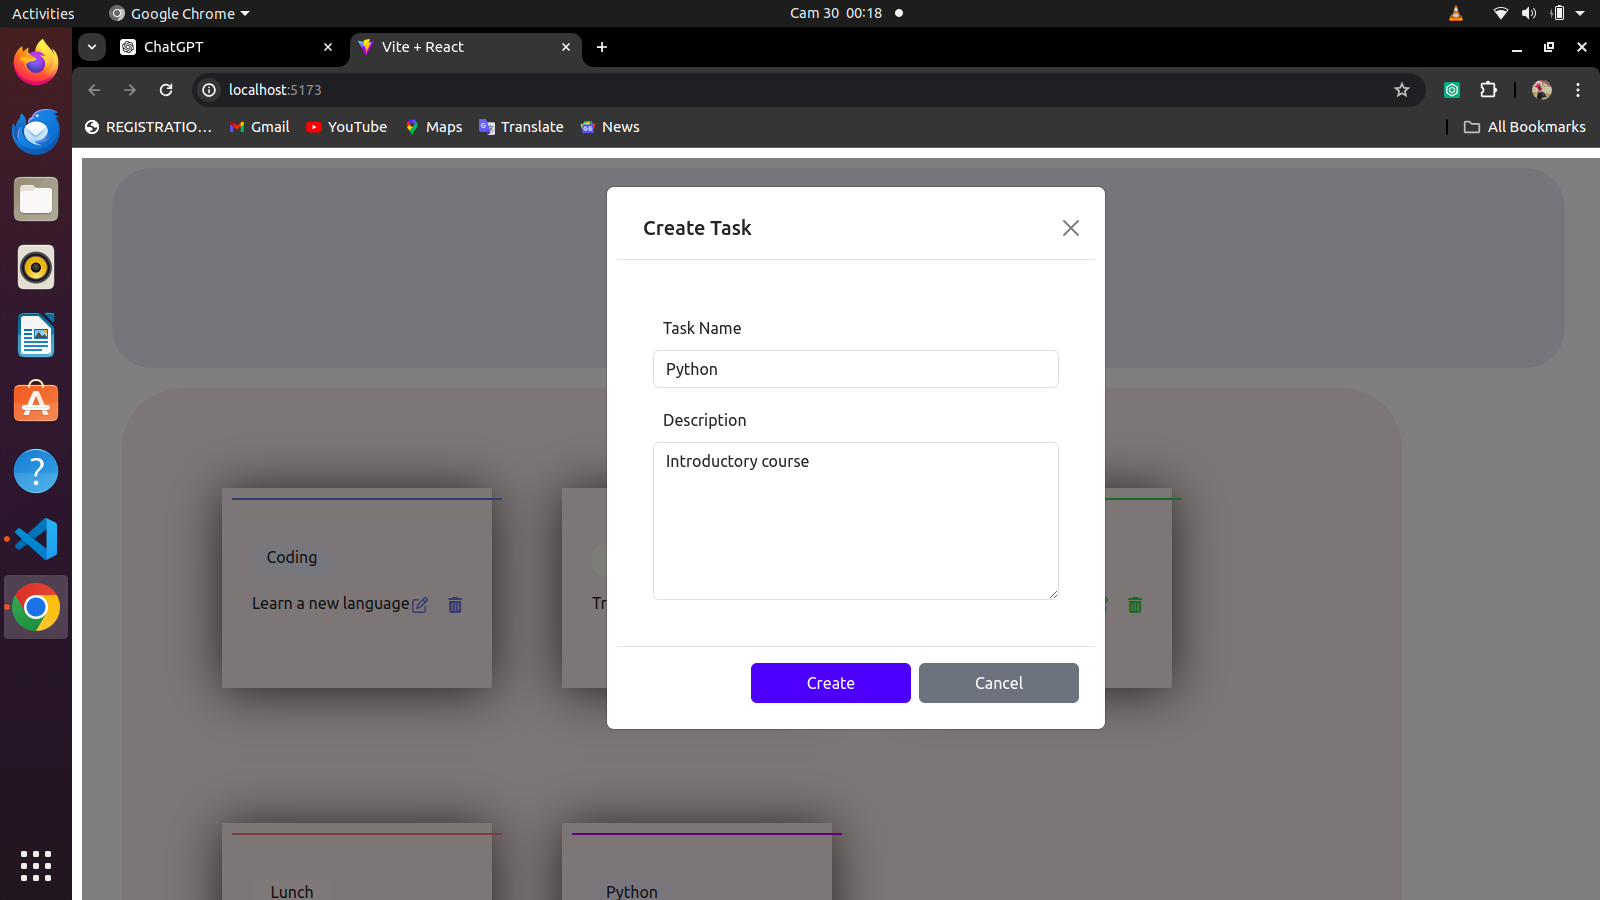 Activities
Google Chrome
Cam 30 00:18
ChatGPT
Vite + React
localhost:5173
REGISTRATIO...
Gmail
YouTube
Maps
Translate
News
All Bookmarks
Create Task
Task Name
Python
Description
Introductory course
Create
Cancel
Coding
Learn a new language
Tr
Lunch
Python